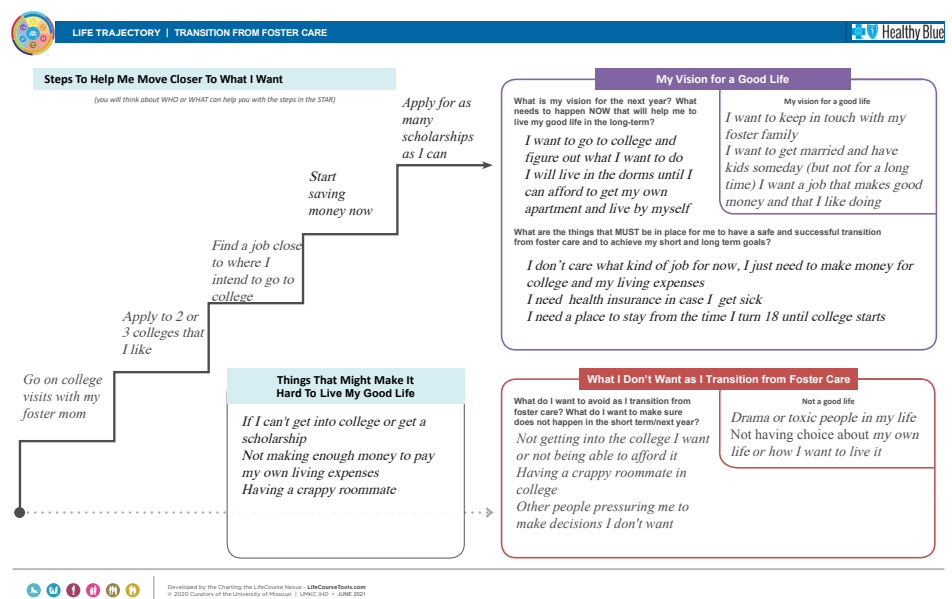 LIFE TRAJECTORY | TRANSITION FROM FOSTER CARE
Healthy Blue
Steps To Help Me Move Closer To What I Want
(you will think about WHO or WHAT can help you with the steps in the STAR)
Go on college
visits with my
foster mom
Apply to 2 or
3 colleges that
I like
Find a job close
to where I
intend to go to
college
Start
saving
money now
Apply for as
many
scholarships
as I can
My Vision for a Good Life
What is my vision for the next year? What
needs to happen NOW that will help me to
live my good life in the long-term?
I want to go to college and
figure out what I want to do
I will live in the dorms until I
can afford to get my own
apartment and live by myself
My vision for a good life
I want to keep in touch with my
foster family
I want to get married and have
kids someday (but not for a long
time) I want a job that makes good
money and that I like doing
What are the things that MUST be in place for me to have a safe and successful transition
from foster care and to achieve my short and long term goals?
I don't care what kind of job for now, I just need to make money for
college and my living expenses
I need health insurance in case I get sick
I need a place to stay from the time I turn 18 until college starts
Things That Might Make It
Hard To Live My Good Life
If I can't get into college or get a
scholarship
Not making enough money to pay
my own living expenses
Having a crappy roommate
What I Don't Want as I Transition from Foster Care
What do I want to avoid as I transition from
foster care? What do I want to make sure
does not happen in the short term/next year?
Not getting into the college I want
or not being able to afford it
Having a crappy roommate in
college
Other people pressuring me to
make decisions I don't want
Not a good life
Drama or toxic people in my life
Not having choice about my own
life or how I want to live it
Developed by the Charting the LifeCourse Nexus - LifeCourseTools.com
© 2020 Curators of the University of Missouri | UMKC IHD • JUNE 2021